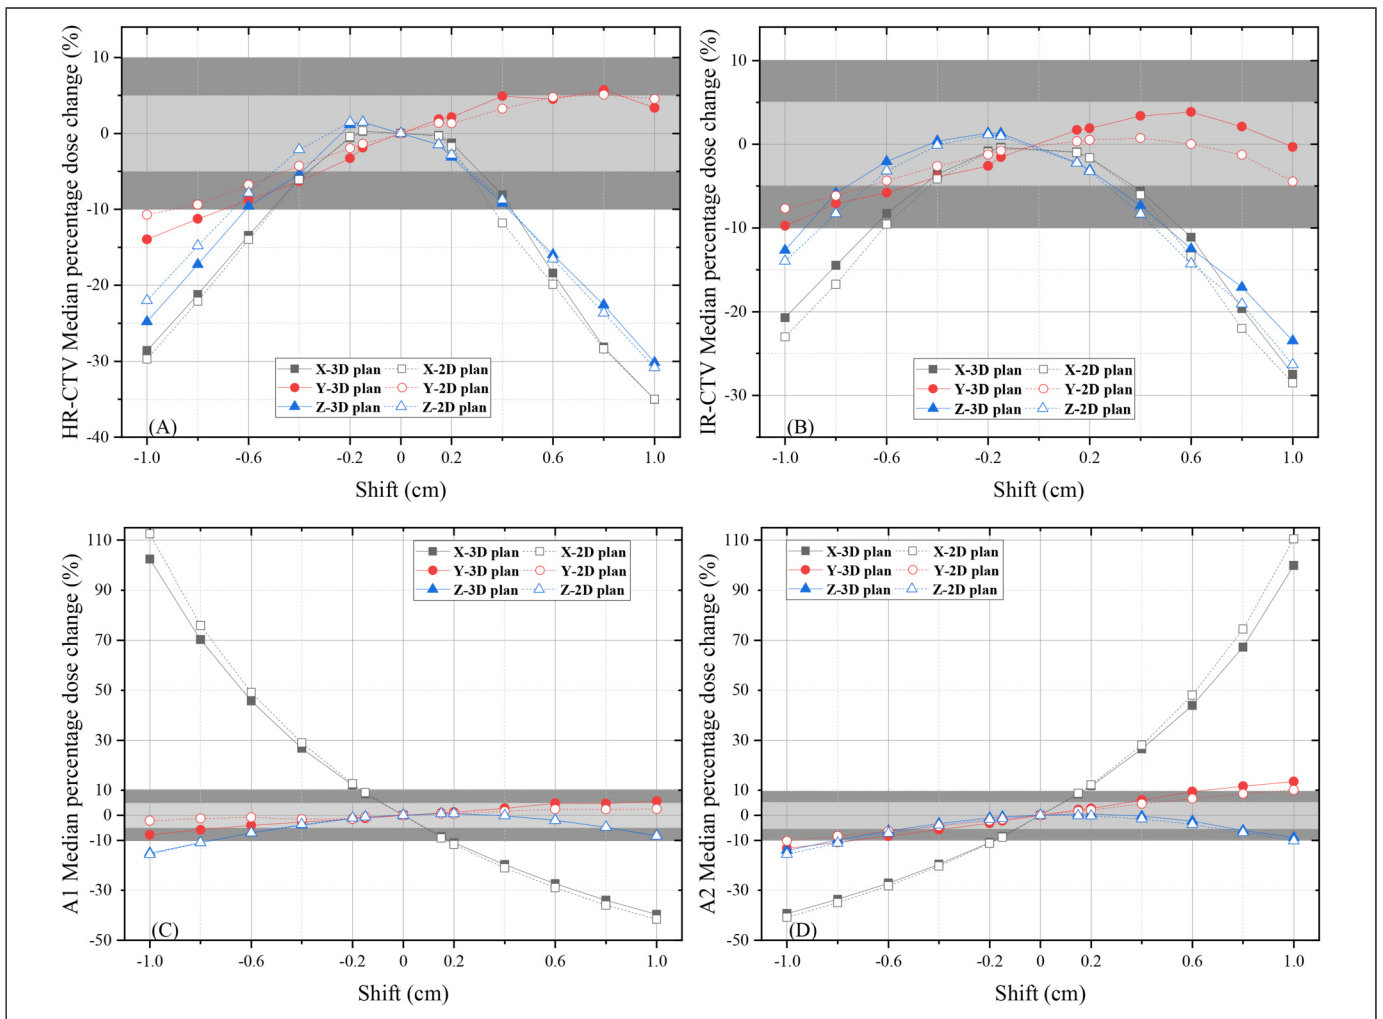 HR-CTV Median percentage dose change (%)
10
0
-10
-20
-30
-40
X-3D plan X-2D plan
Y-3D plan Y-2D plan
Z-3D plan Z-2D plan
(A)
-1.0 -0.6 -0.2 0 0.2 0.6 1.0
Shift (cm)
IR-CTV Median percentage dose change (%)
10
5
0
-5
-10
-20
-30
X-3D plan X-2D plan
Y-3D plan Y-2D plan
Z-3D plan Z-2D plan
(B)
-1.0 -0.6 -0.2 0.2 0.6 1.0
Shift (cm)
A1 Median percentage dose change (%)
110
90
70
50
30
10
0
-10
-30
-50
X-3D plan X-2D plan
Y-3D plan Y-2D plan
Z-3D plan Z-2D plan
(C)
-1.0 -0.6 -0.2 0 0.2 0.6 1.0
Shift (cm)
A2 Median percentage dose change (%)
110
90
70
50
30
10
0
-10
-30
-50
X-3D plan X-2D plan
Y-3D plan Y-2D plan
Z-3D plan Z-2D plan
(D)
-1.0 -0.6 -0.2 0 0.2 0.6 1.0
Shift (cm)